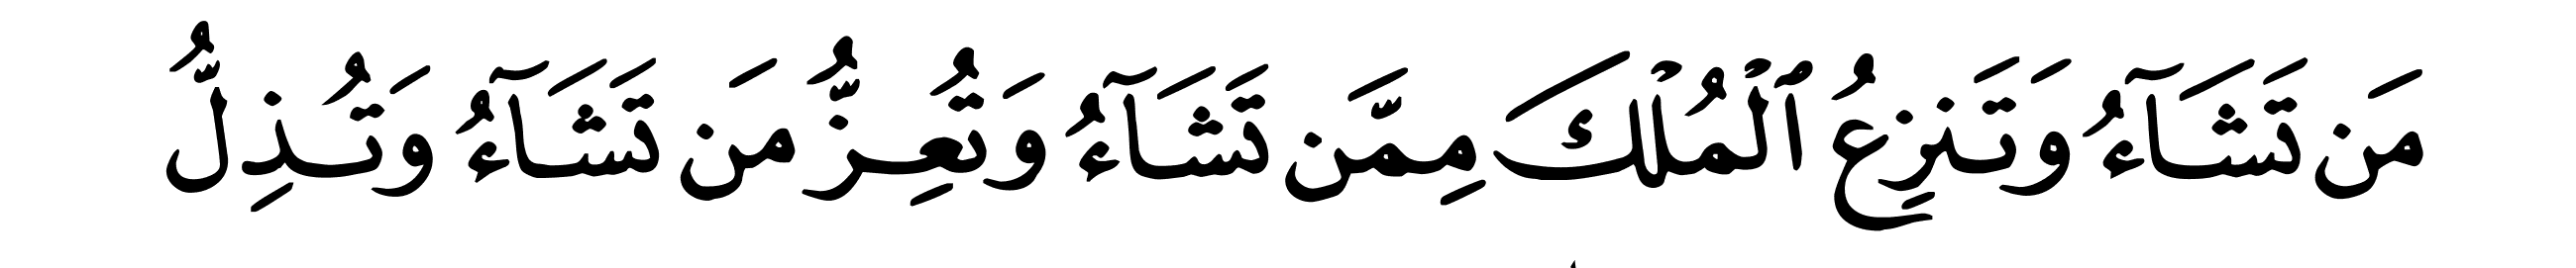 مَن تَشَآءُ وَتَنزِعُ ٱلْمُلْكَ مِمَّن تَشَآءُ وَتُعِزُّ مَن تَشَآءُ وَتُذِلُّ